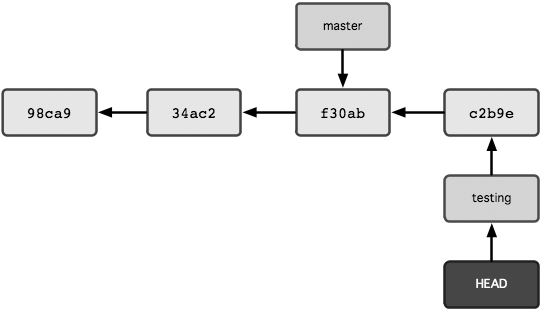 master
98ca9
34ac2
f30ab
c2b9e
testing
HEAD